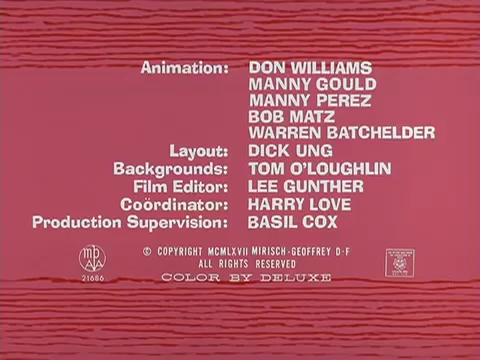 Animation: DON WILLIAMS
MANNY GOULD
MANNY PEREZ
BOB MATZ
WARREN BATCHELDER
Layout: DICK UNG
Backgrounds: TOM O'LOUGHLIN
Film Editor: LEE GUNTHER
Coördinator: HARRY LOVE
Production Supervision: BASIL COX
© COPYRIGHT MCMLXVII MIRISCH-GEOFFREY D-F
ALL RIGHTS RESERVED
COLOR BY DELUXE
21686